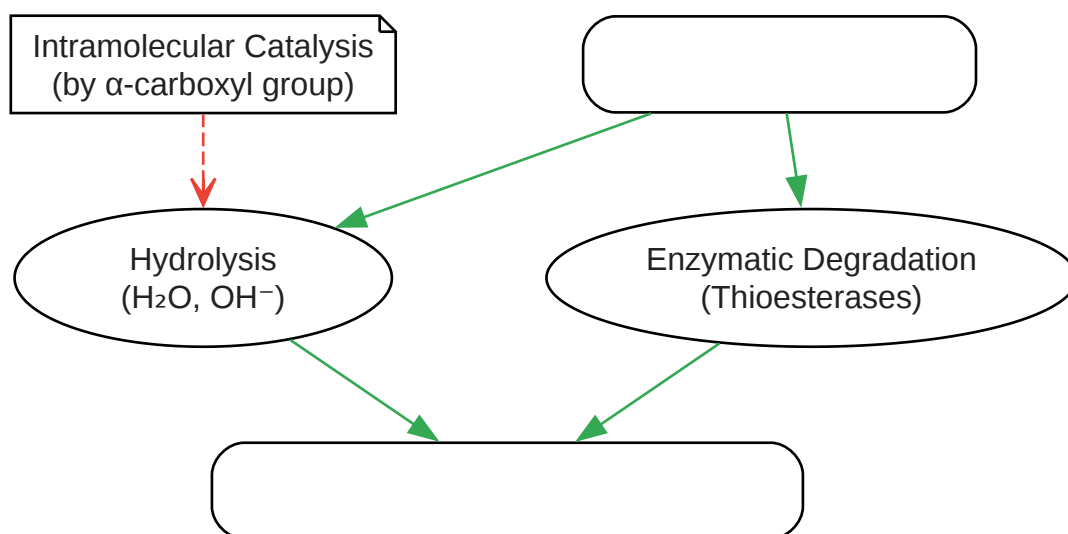 Intramolecular Catalysis
(by α-carboxyl group)
Hydrolysis
(H₂O, OH⁻)
Enzymatic Degradation
(Thioesterases)